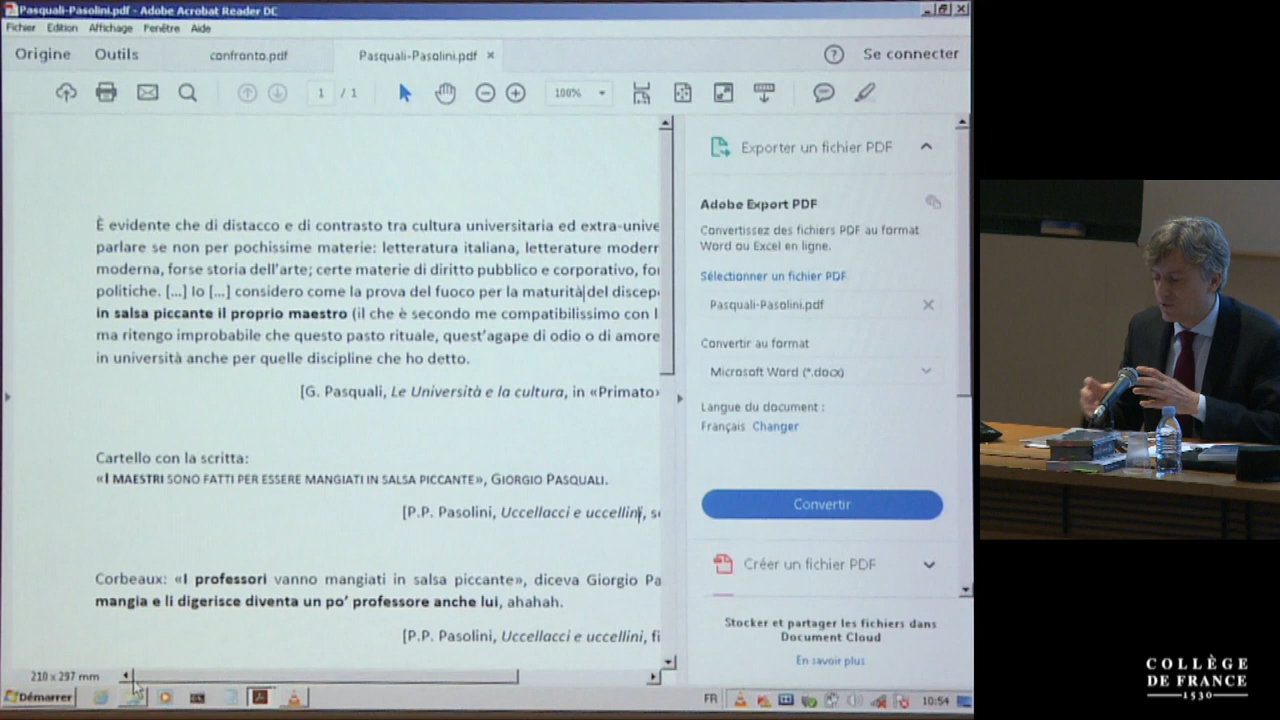 Pasquali-Pasolini.pdf - Adobe Acrobat Reader DC
Fichier Edition Affichage Fenêtre Aide
Origine Outils confronto.pdf Pasquali-Pasolini.pdf Se connecter
1 / 1 100%
È evidente che di distacco e di contrasto tra cultura universitaria ed extra-unive
parlare se non per pochissime materie: letteratura italiana, letterature modern
moderna, forse storia dell'arte; certe materie di diritto pubblico e corporativo, for
politiche. […] Io […] considero come la prova del fuoco per la maturità del discep
in salsa piccante il proprio maestro (il che è secondo me compatibilissimo con l
ma ritengo improbabile che questo pasto rituale, quest'agape di odio o di amore
in università anche per quelle discipline che ho detto.
[G. Pasquali, Le Università e la cultura, in «Primato»
Cartello con la scritta:
«I MAESTRI SONO FATTI PER ESSERE MANGIATI IN SALSA PICCANTE», GIORGIO PASQUALI.
[P.P. Pasolini, Uccellacci e uccellini, s
Corbeaux: «I professori vanno mangiati in salsa piccante», diceva Giorgio Pa
mangia e li digerisce diventa un po' professore anche lui, ahahah.
[P.P. Pasolini, Uccellacci e uccellini, fi
210 x 297 mm
Exporter un fichier PDF
Adobe Export PDF
Convertissez des fichiers PDF au format
Word ou Excel en ligne.
Sélectionner un fichier PDF
Pasquali-Pasolini.pdf
Convertir au format
Microsoft Word (*.docx)
Langue du document :
Français Changer
Convertir
Créer un fichier PDF
Stocker et partager les fichiers dans
Document Cloud
En savoir plus
Démarrer FR 10:54
COLLÈGE
DE FRANCE
1530